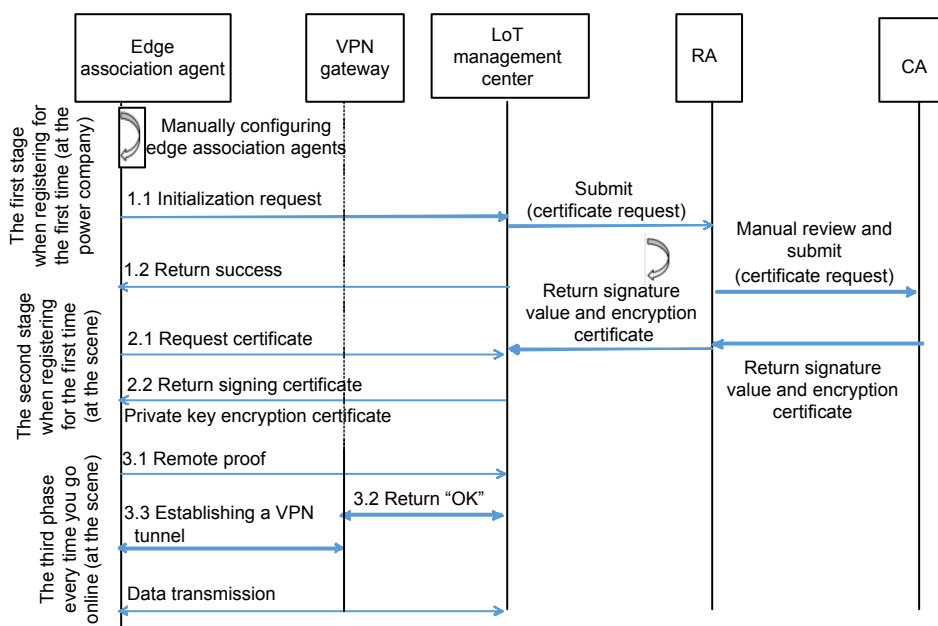 Edge
association agent
VPN
gateway
LoT
management
center
RA
CA
The first stage
when registering for
the first time (at the
power company)
Manually configuring
edge association agents
1.1 Initialization request
Submit
(certificate request)
Manual review and
submit
(certificate request)
1.2 Return success
Return signature
value and encryption
certificate
The second stage
when registering
for the first time
(at the scene)
2.1 Request certificate
Return signature
value and encryption
certificate
2.2 Return signing certificate
Private key encryption certificate
The third phase
every time you go
online (at the scene)
3.1 Remote proof
3.2 Return “OK”
3.3 Establishing a VPN
tunnel
Data transmission